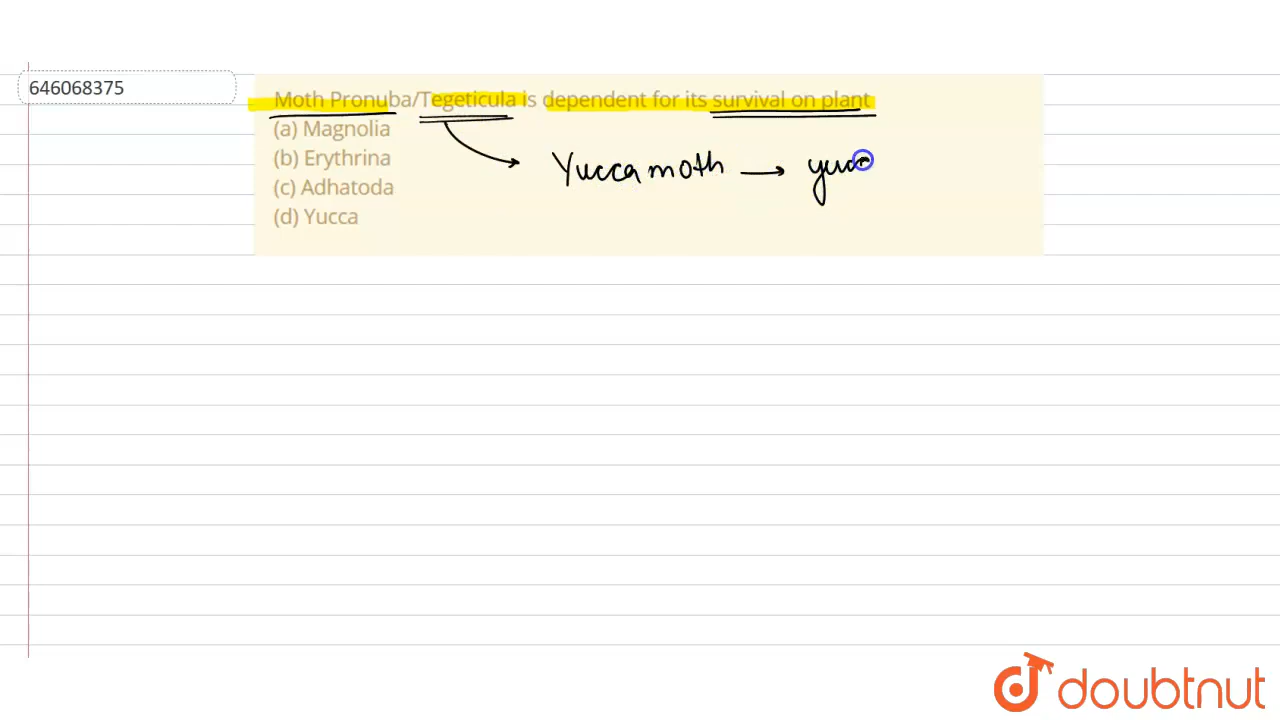 646068375
Moth Pronuba/Tegeticula is dependent for its survival on plant
(a) Magnolia
(b) Erythrina
(c) Adhatoda
(d) Yucca
Yucca moth → yucc
doubtnut